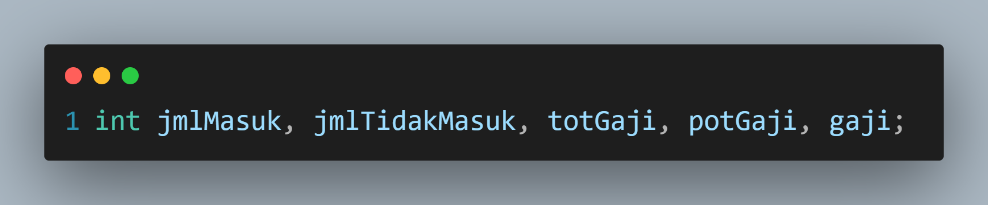 1 int jmlMasuk, jmlTidakMasuk, totGaji, potGaji, gaji;